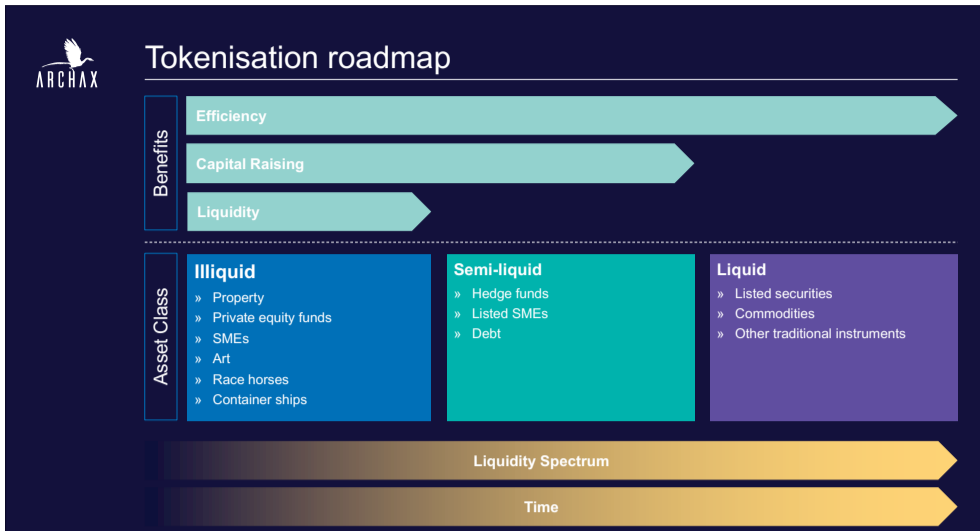 ARCHAX
Tokenisation roadmap
Benefits
Efficiency
Capital Raising
Liquidity
Asset Class
Illiquid
» Property
» Private equity funds
» SMEs
» Art
» Race horses
» Container ships
Semi-liquid
» Hedge funds
» Listed SMEs
» Debt
Liquid
» Listed securities
» Commodities
» Other traditional instruments
Liquidity Spectrum
Time